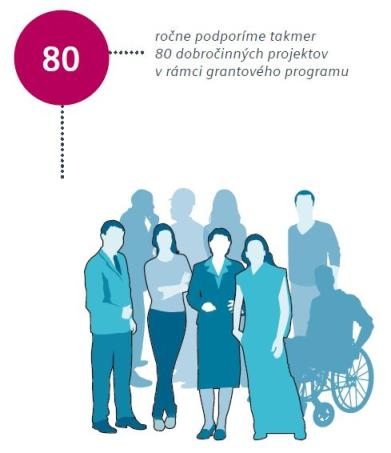 80
ročne podporíme takmer
80 dobročinných projektov
v rámci grantového programu